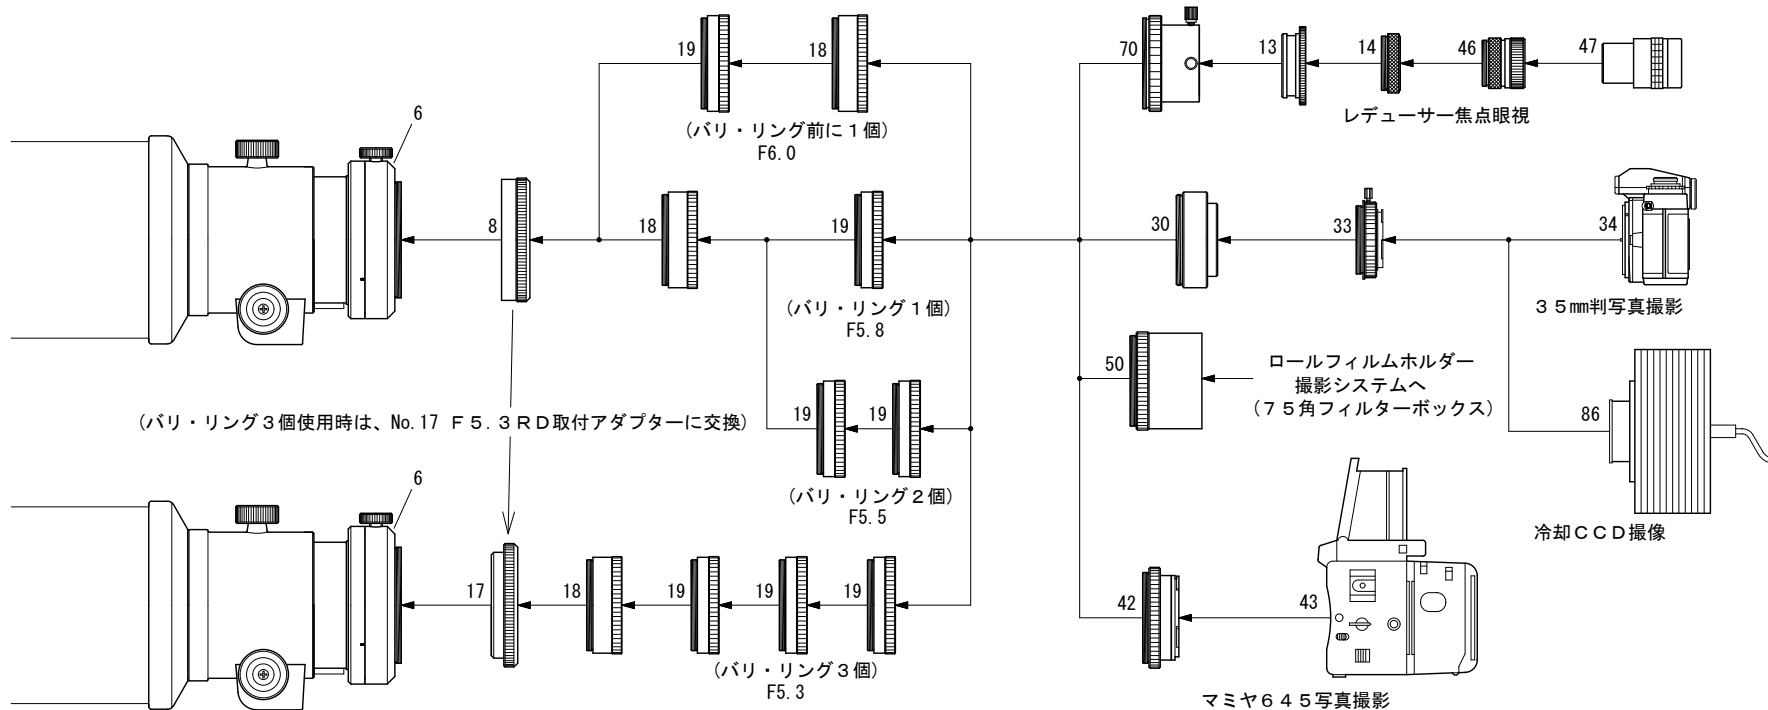 19
18
(バリ・リング前に1個)
F6.0
70
13
14
46
47
レデューサー焦点眼視
6
8
18
19
(バリ・リング1個)
F5.8
30
33
34
35㎜判写真撮影
(バリ・リング3個使用時は、No.17 F5.3RD取付アダプターに交換)
19
19
(バリ・リング2個)
F5.5
50
ロールフィルムホルダー
撮影システムへ
(75角フィルターボックス)
86
冷却CCD撮像
6
17
18
19
19
19
(バリ・リング3個)
F5.3
42
43
マミヤ645写真撮影